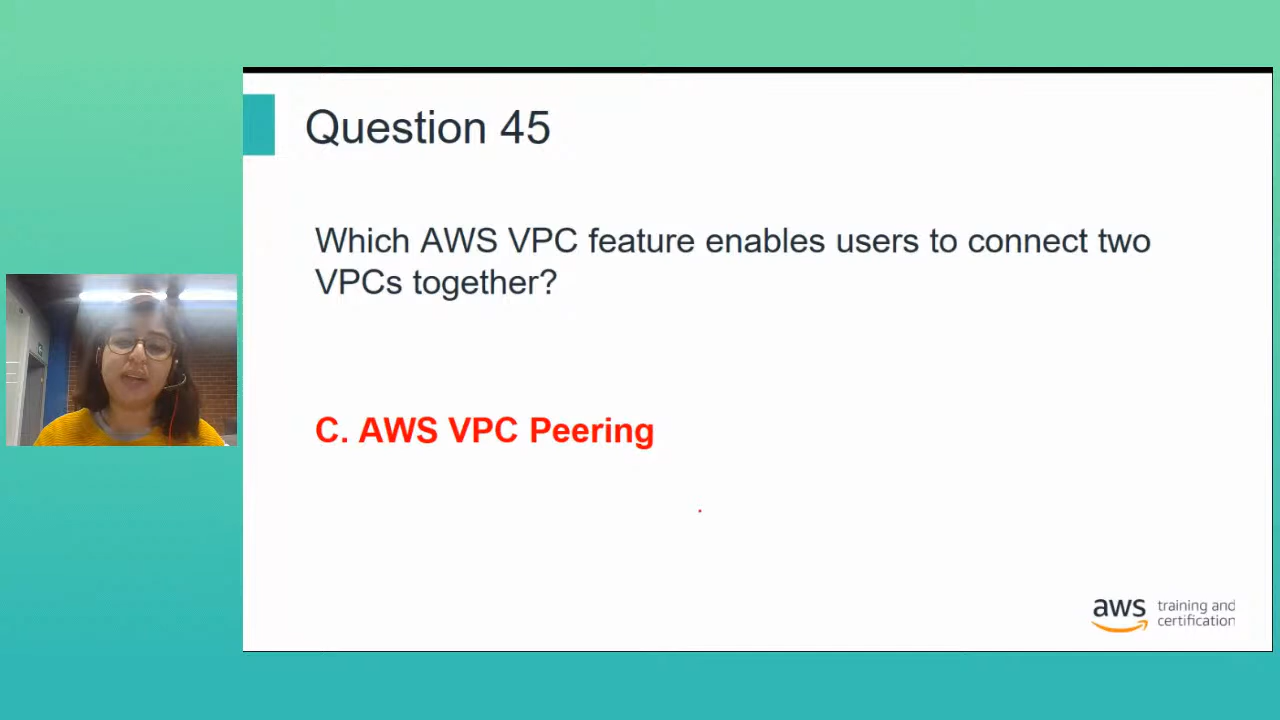 Question 45
Which AWS VPC feature enables users to connect two
VPCs together?
C. AWS VPC Peering
aws training and
certification